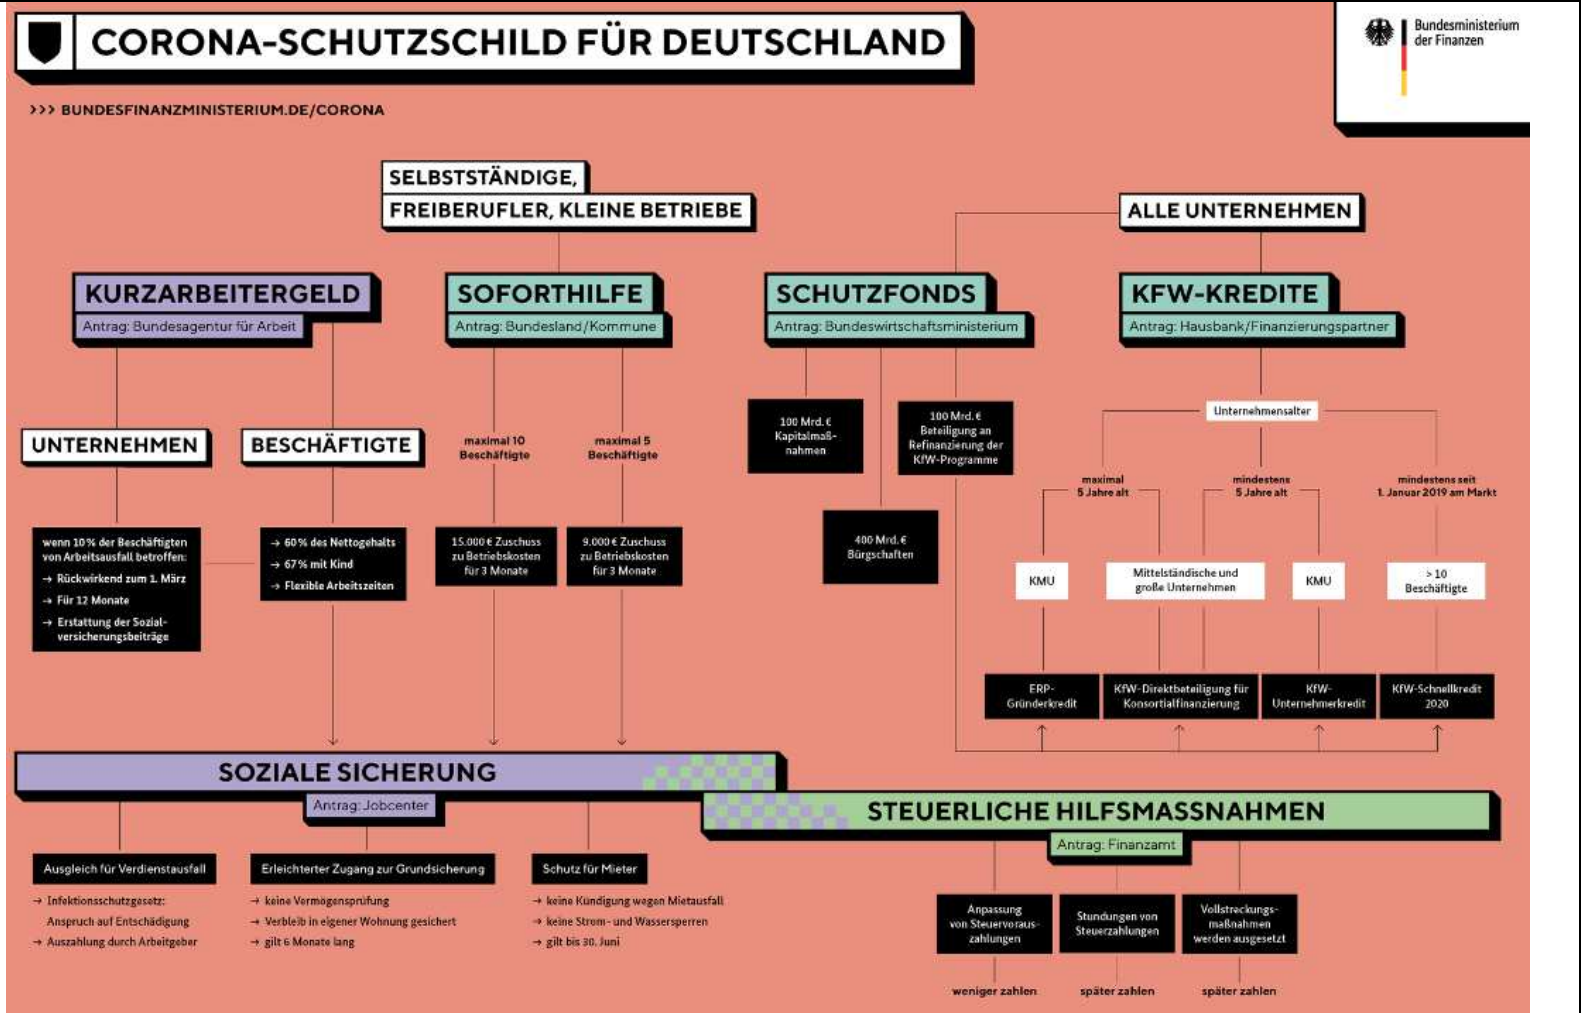 CORONA-SCHUTZSCHILD FÜR DEUTSCHLAND
Bundesministerium
der Finanzen
>>> BUNDESFINANZMINISTERIUM.DE/CORONA
SELBSTSTÄNDIGE,
FREIBERUFLER, KLEINE BETRIEBE
ALLE UNTERNEHMEN
KURZARBEITERGELD
Antrag: Bundesagentur für Arbeit
SOFORTHILFE
Antrag: Bundesland/Kommune
SCHUTZFONDS
Antrag: Bundeswirtschaftsministerium
KFW-KREDITE
Antrag: Hausbank/Finanzierungspartner
UNTERNEHMEN
BESCHÄFTIGTE
maximal 10
Beschäftigte
maximal 5
Beschäftigte
100 Mrd. €
Kapitalmaß-
nahmen
100 Mrd. €
Beteiligung an
Refinanzierung der
KfW-Programme
Unternehmensalter
maximal
5 Jahre alt
mindestens
5 Jahre alt
mindestens seit
1. Januar 2019 am Markt
wenn 10 % der Beschäftigten
von Arbeitsausfall betroffen:
→ Rückwirkend zum 1. März
→ Für 12 Monate
→ Erstattung der Sozial-
versicherungsbeiträge
→ 60 % des Nettogehalts
→ 67 % mit Kind
→ Flexible Arbeitszeiten
15.000 € Zuschuss
zu Betriebskosten
für 3 Monate
9.000 € Zuschuss
zu Betriebskosten
für 3 Monate
400 Mrd. €
Bürgschaften
KMU
Mittelständische und
große Unternehmen
KMU
> 10
Beschäftigte
ERP-
Gründerkredit
KfW-Direktbeteiligung für
Konsortialfinanzierung
KfW-
Unternehmerkredit
KfW-Schnellkredit
2020
SOZIALE SICHERUNG
Antrag: Jobcenter
STEUERLICHE HILFSMASSNAHMEN
Antrag: Finanzamt
Ausgleich für Verdienstausfall
→ Infektionsschutzgesetz:
Anspruch auf Entschädigung
→ Auszahlung durch Arbeitgeber
Erleichterter Zugang zur Grundsicherung
→ keine Vermögensprüfung
→ Verbleib in eigener Wohnung gesichert
→ gilt 6 Monate lang
Schutz für Mieter
→ keine Kündigung wegen Mietausfall
→ keine Strom- und Wassersperren
→ gilt bis 30. Juni
Anpassung
von Steuervoraus-
zahlungen
Stundungen von
Steuerzahlungen
Vollstreckungs-
maßnahmen
werden ausgesetzt
weniger zahlen
später zahlen
später zahlen